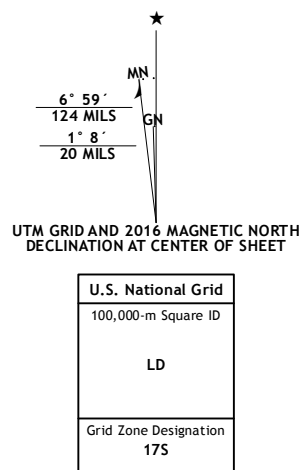 ★
MN
6° 59´
124 MILS
GN
1° 8´
20 MILS
UTM GRID AND 2016 MAGNETIC NORTH
DECLINATION AT CENTER OF SHEET
U.S. National Grid
100,000-m Square ID
LD
Grid Zone Designation
17S